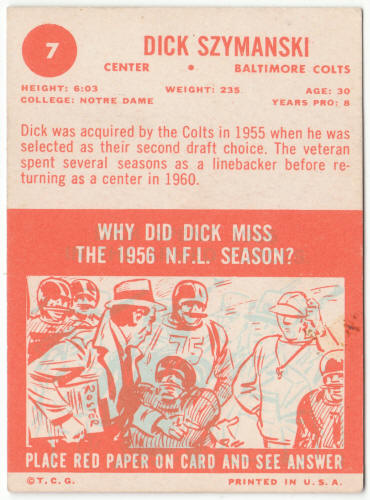 7
DICK SZYMANSKI
CENTER • BALTIMORE COLTS
HEIGHT: 6:03 WEIGHT: 235 AGE: 30
COLLEGE: NOTRE DAME YEARS PRO: 8
Dick was acquired by the Colts in 1955 when he was
selected as their second draft choice. The veteran
spent several seasons as a linebacker before re-
turning as a center in 1960.
WHY DID DICK MISS
THE 1956 N.F.L. SEASON?
75
ROSTER
PLACE RED PAPER ON CARD AND SEE ANSWER
© T.C.G. PRINTED IN U.S.A.